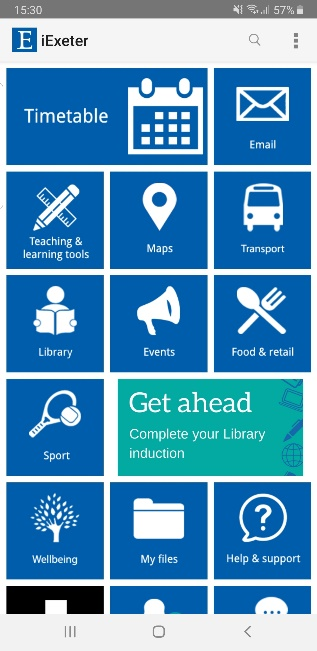 15:30
57%
E iExeter
Timetable
Email
Teaching &
learning tools
Maps
Transport
Library
Events
Food & retail
Sport
Get ahead
Complete your Library
induction
Wellbeing
My files
Help & support